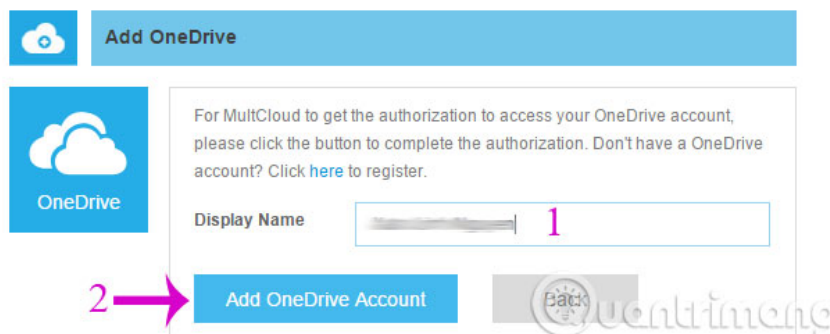 Add OneDrive
For MultCloud to get the authorization to access your OneDrive account,
please click the button to complete the authorization. Don't have a OneDrive
account? Click here to register.
OneDrive
Display Name
1
2
Add OneDrive Account
Back
Quantrimang